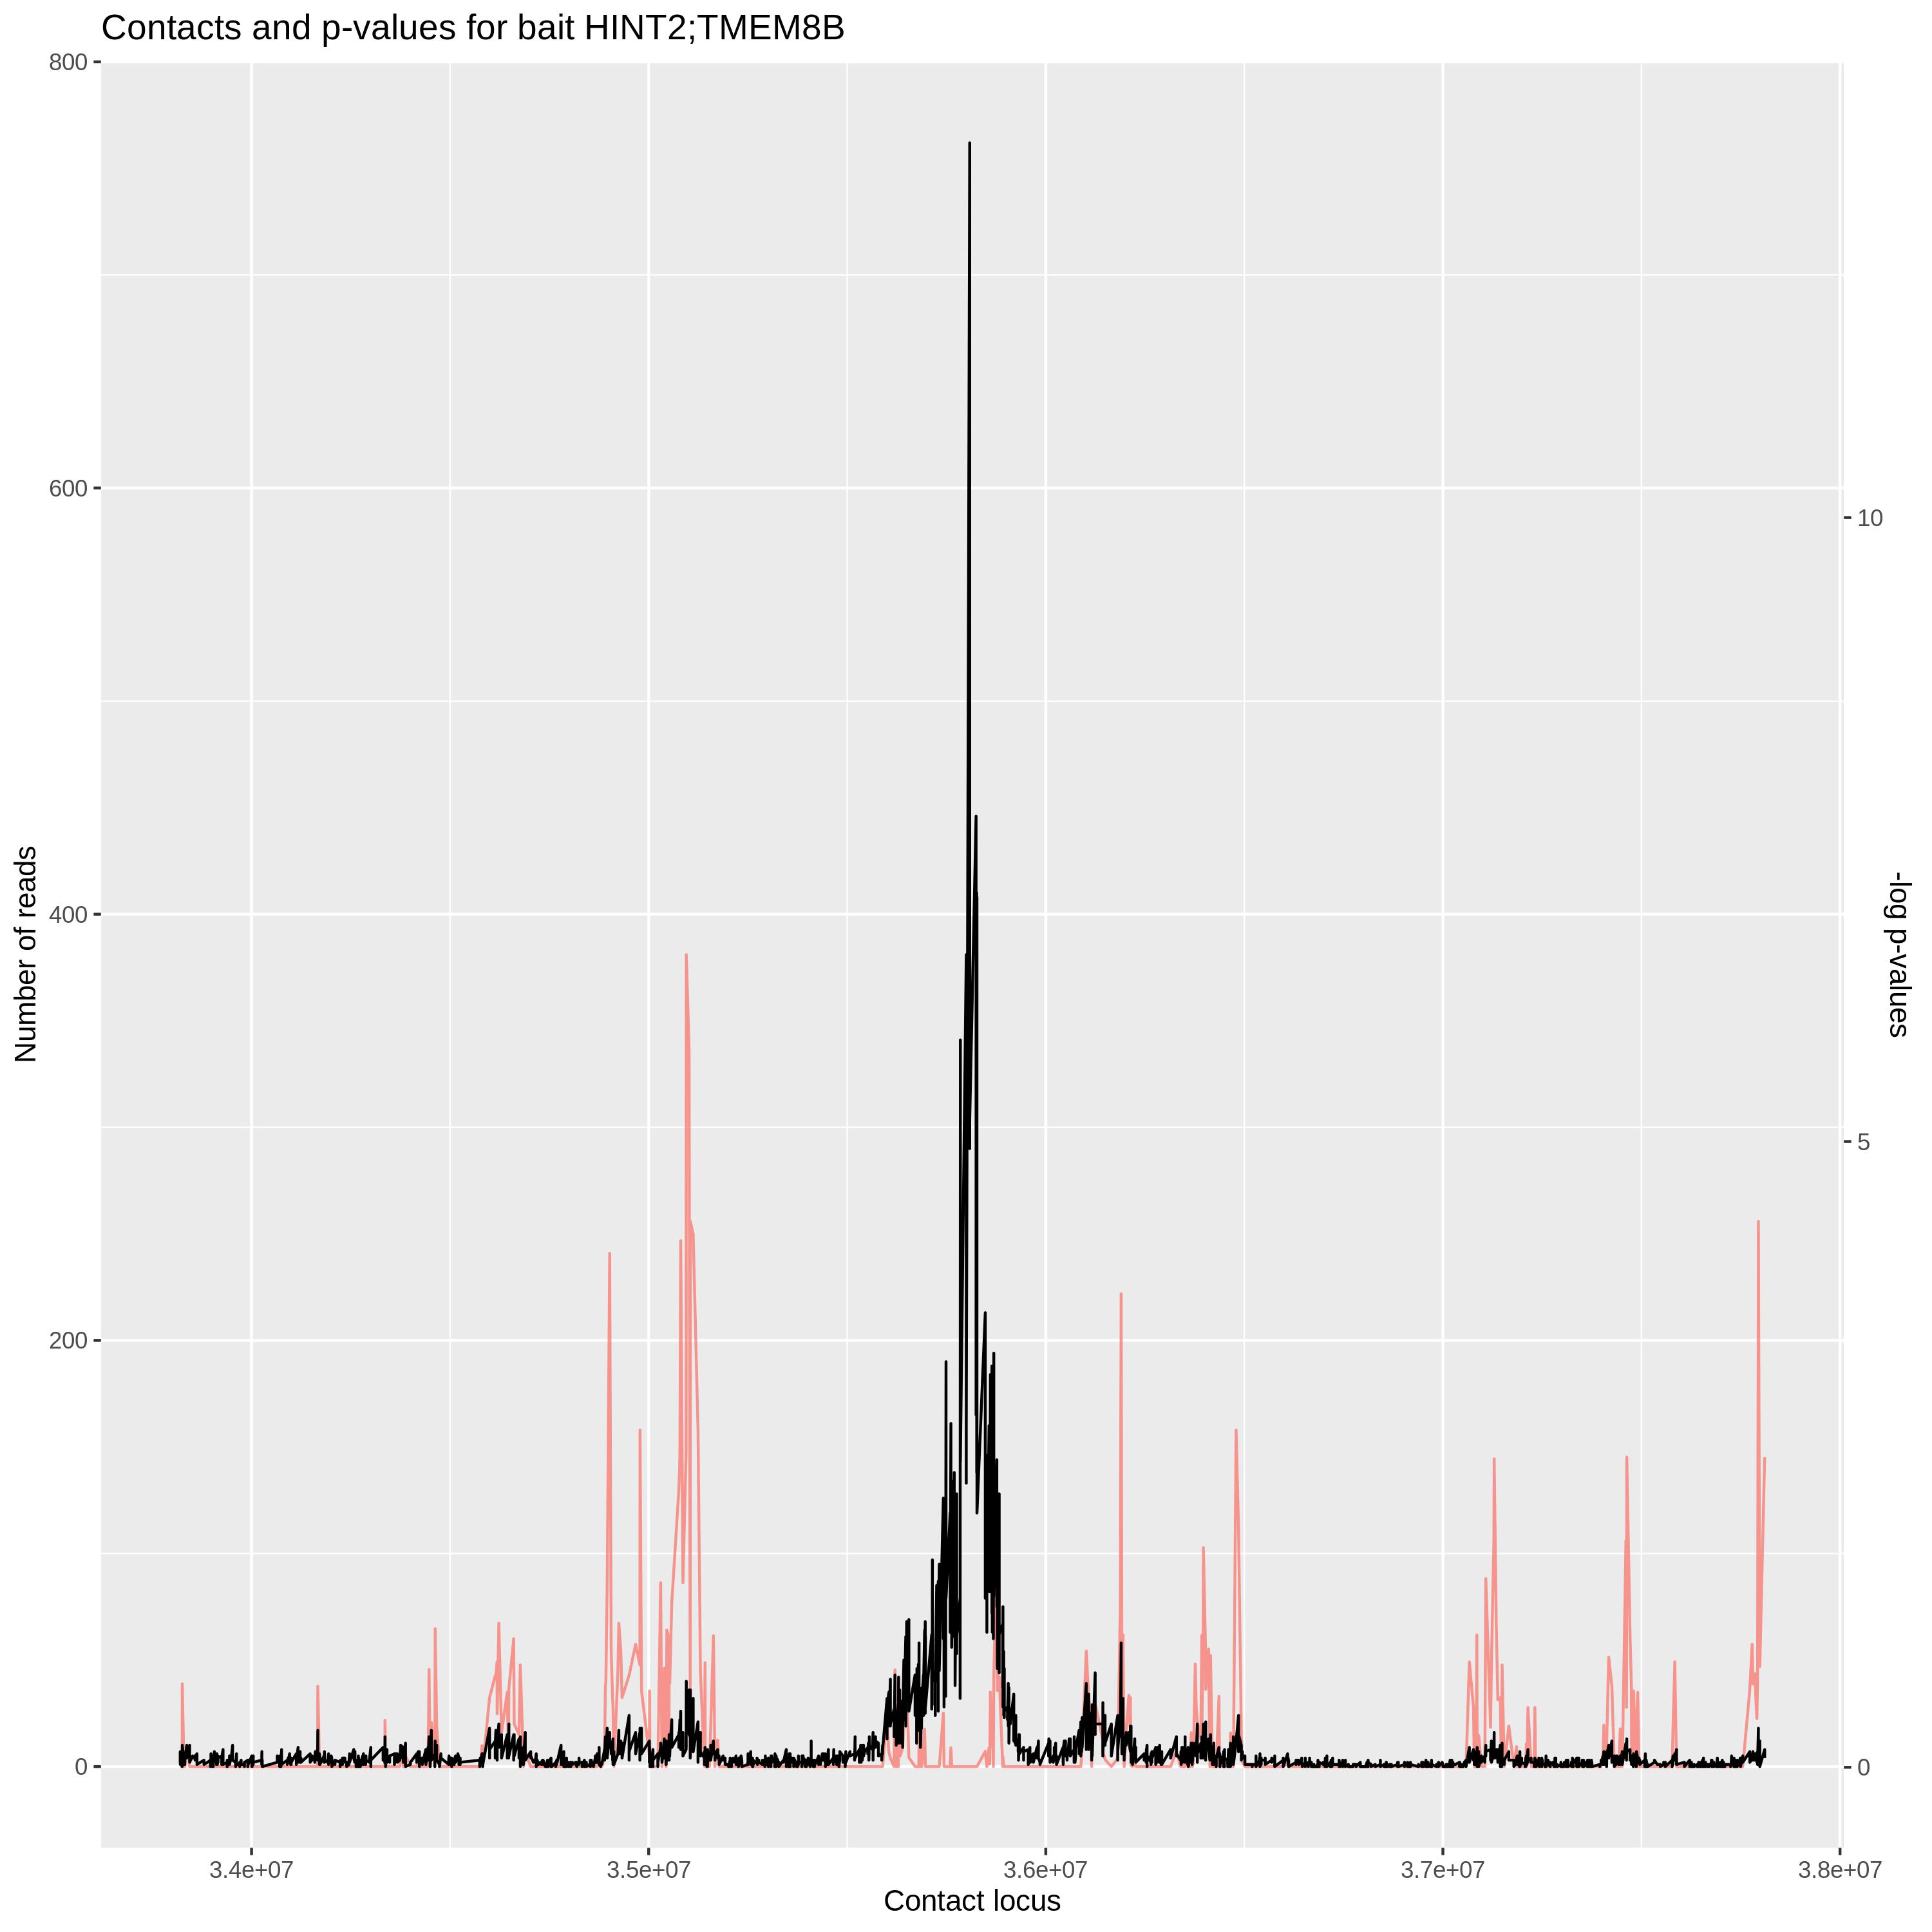 Contacts and p-values for bait HINT2;TMEM8B
800
600
400
200
0
Number of reads
10
5
0
-log p-values
3.4e+07
3.5e+07
3.6e+07
3.7e+07
3.8e+07
Contact locus